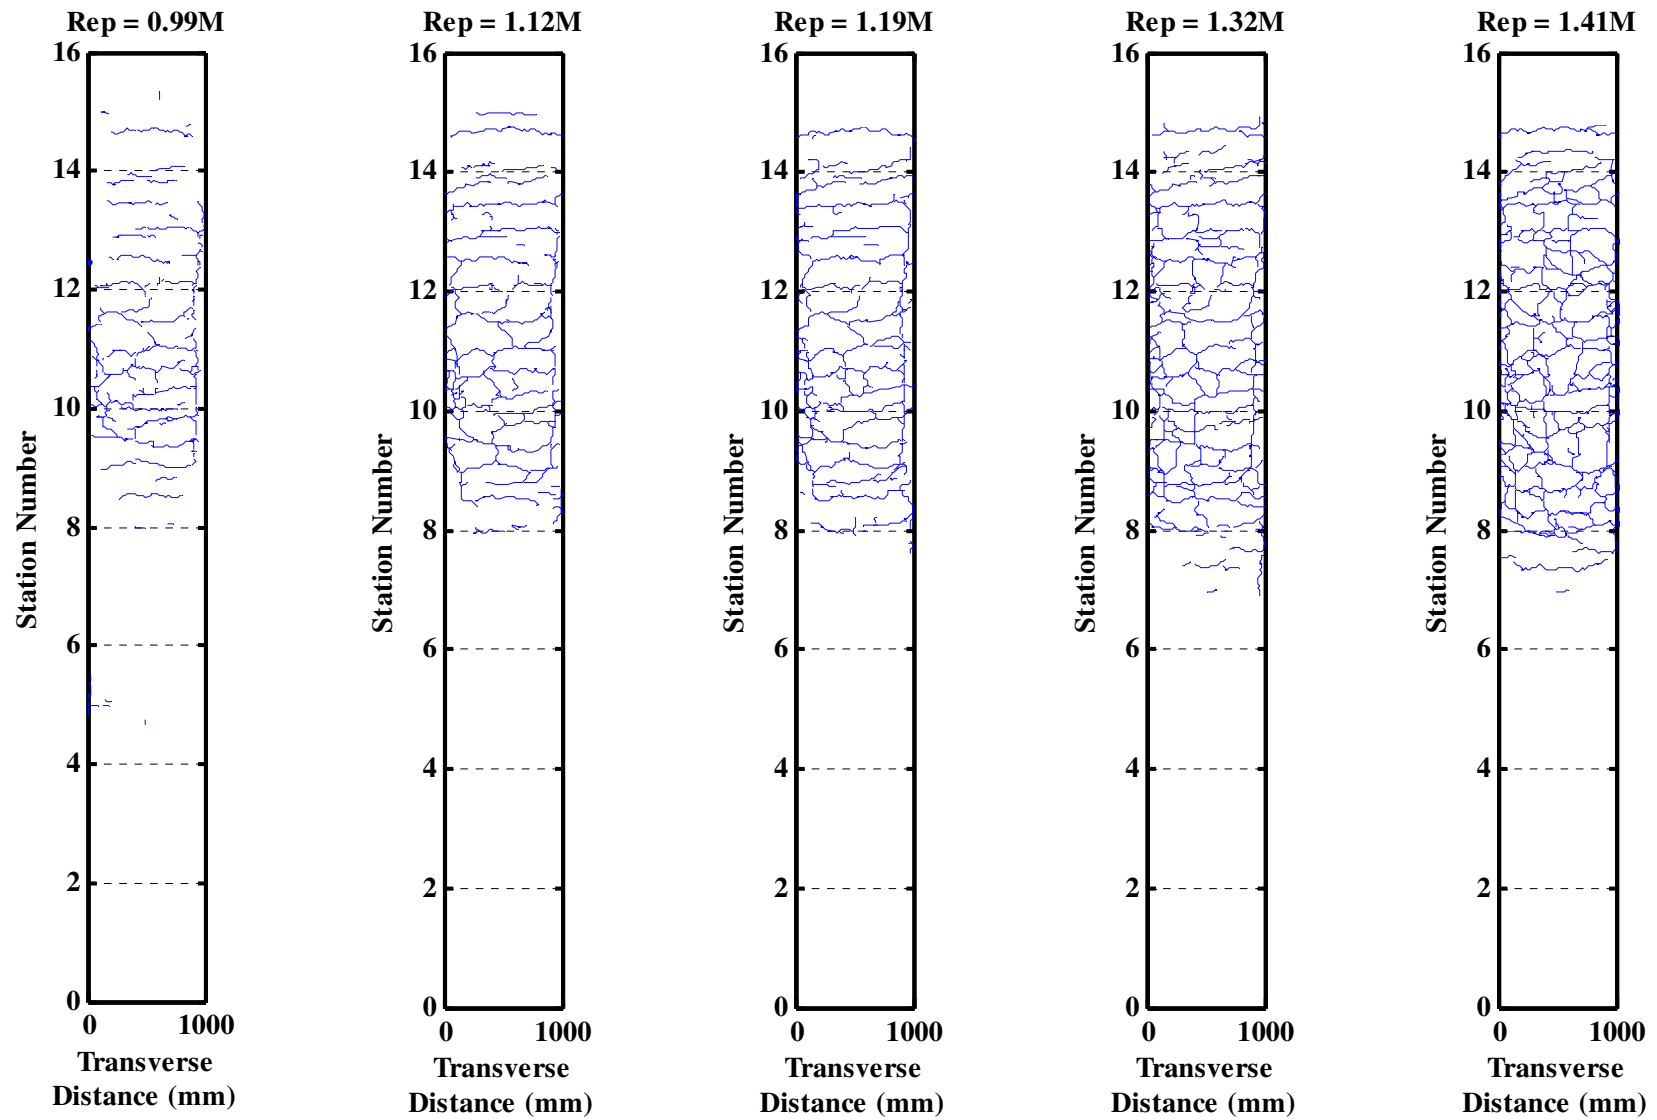 Rep = 0.99M
16
14
12
10
8
6
4
2
0
0 1000
Station Number
Transverse
Distance (mm)
Rep = 1.12M
16
14
12
10
8
6
4
2
0
0 1000
Station Number
Transverse
Distance (mm)
Rep = 1.19M
16
14
12
10
8
6
4
2
0
0 1000
Station Number
Transverse
Distance (mm)
Rep = 1.32M
16
14
12
10
8
6
4
2
0
0 1000
Station Number
Transverse
Distance (mm)
Rep = 1.41M
16
14
12
10
8
6
4
2
0
0 1000
Station Number
Transverse
Distance (mm)